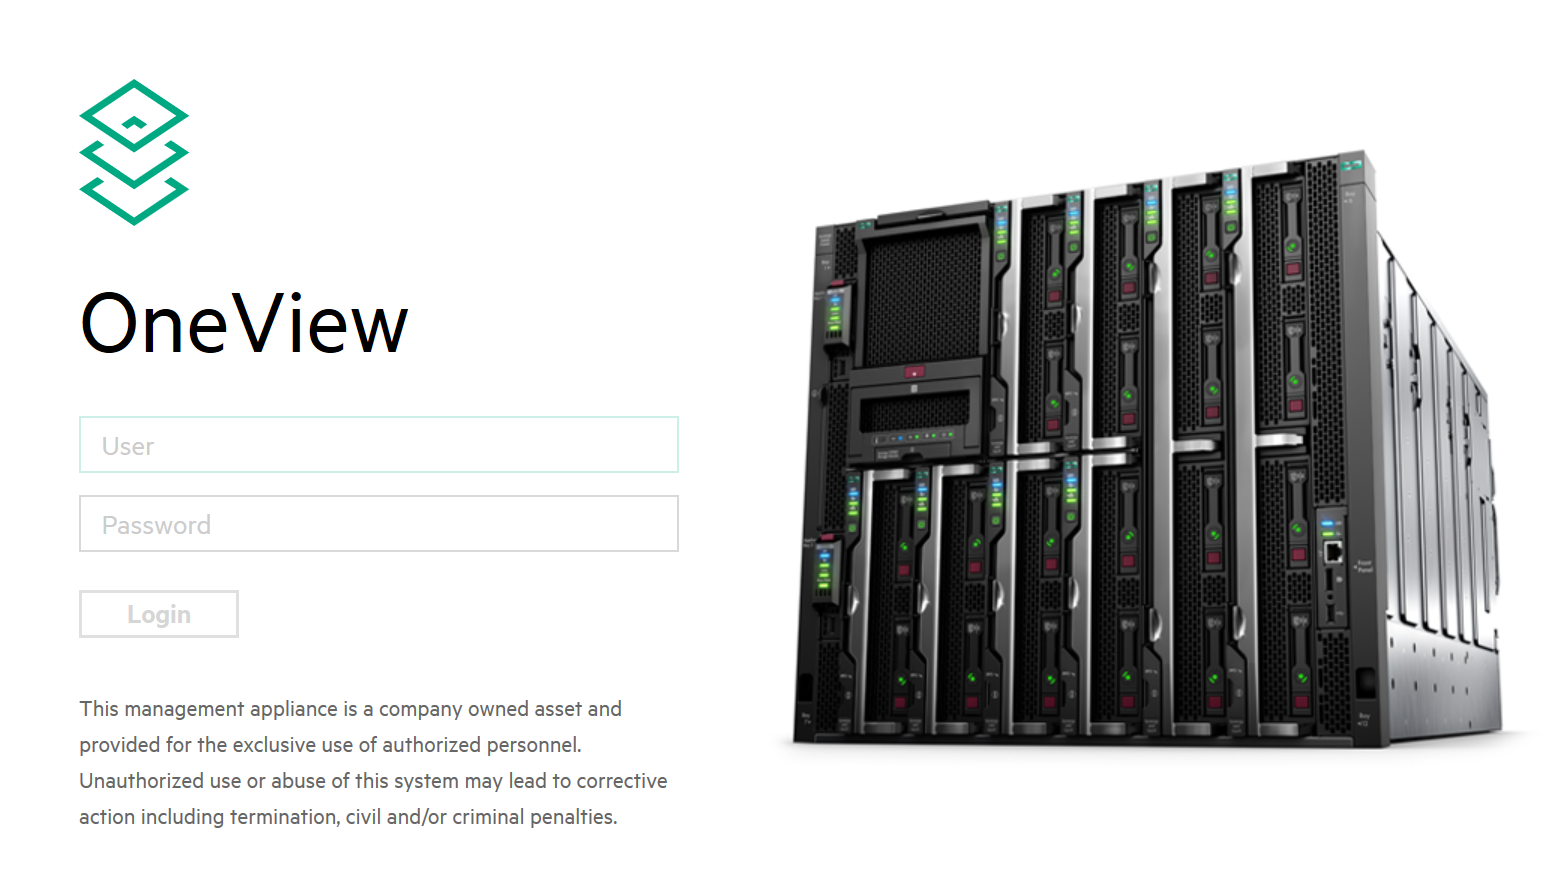 OneView
User
Password
Login
This management appliance is a company owned asset and
provided for the exclusive use of authorized personnel.
Unauthorized use or abuse of this system may lead to corrective
action including termination, civil and/or criminal penalties.
Front
Panel